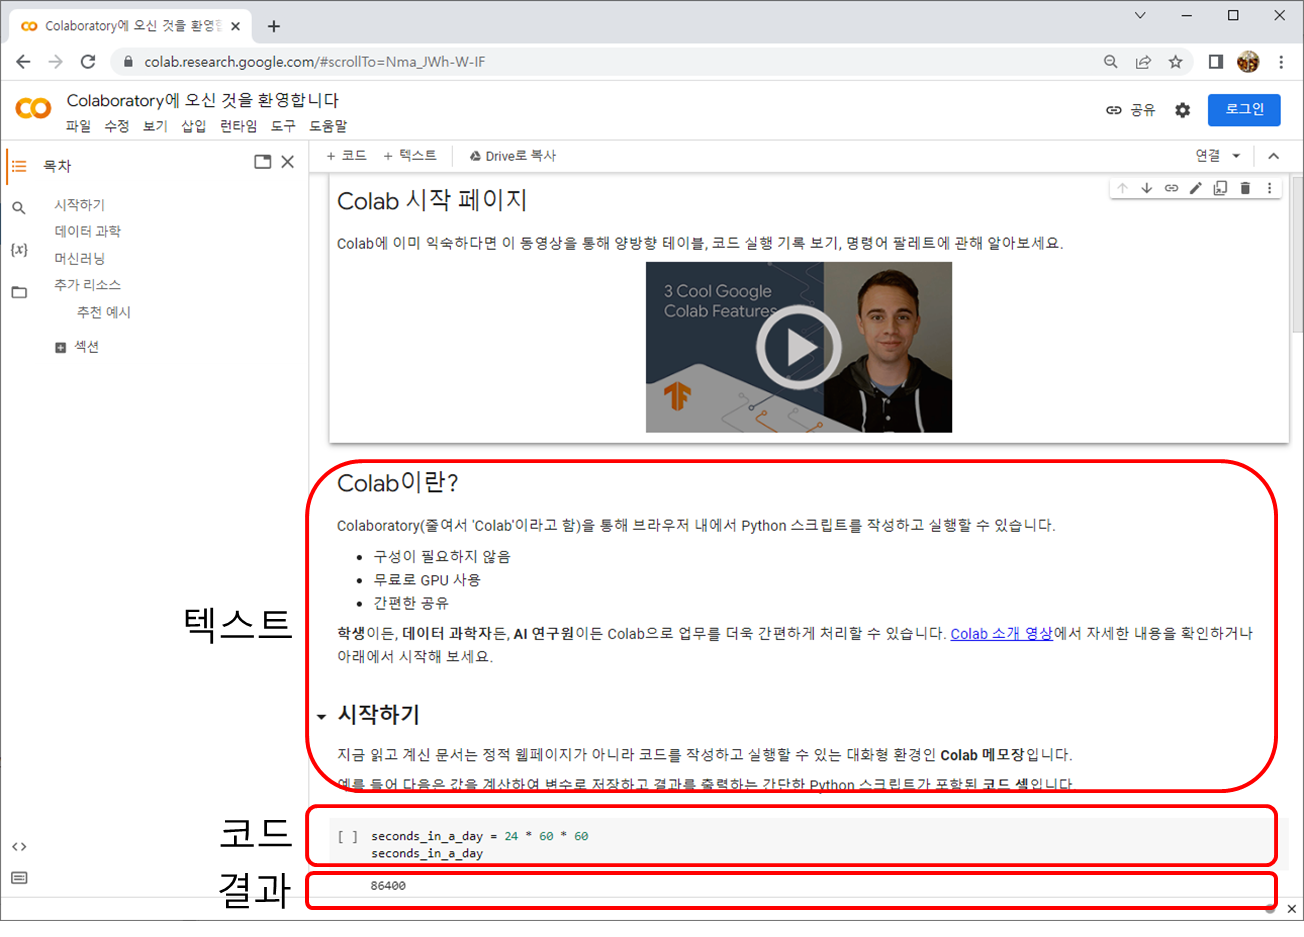 Colaboratory에 오신 것을 환영합
colab.research.google.com/#scrollTo=Nma_JWh-W-IF
Colaboratory에 오신 것을 환영합니다
파일 수정 보기 삽입 런타임 도구 도움말
공유
로그인
목차
+ 코드 + 텍스트 Drive로 복사
연결
시작하기
데이터 과학
머신러닝
추가 리소스
추천 예시
섹션
Colab 시작 페이지
Colab에 이미 익숙하다면 이 동영상을 통해 양방향 테이블, 코드 실행 기록 보기, 명령어 팔레트에 관해 알아보세요.
3 Cool Google
Colab Features
텍스트
Colab이란?
Colaboratory(줄여서 'Colab'이라고 함)을 통해 브라우저 내에서 Python 스크립트를 작성하고 실행할 수 있습니다.
• 구성이 필요하지 않음
• 무료로 GPU 사용
• 간편한 공유
학생이든, 데이터 과학자든, AI 연구원이든 Colab으로 업무를 더욱 간편하게 처리할 수 있습니다. Colab 소개 영상에서 자세한 내용을 확인하거나
아래에서 시작해 보세요.
시작하기
지금 읽고 계신 문서는 정적 웹페이지가 아니라 코드를 작성하고 실행할 수 있는 대화형 환경인 Colab 메모장입니다.
예를 들어 다음은 값을 계산하여 변수로 저장하고 결과를 출력하는 간단한 Python 스크립트가 포함된 코드 셀입니다
코드
[ ] seconds_in_a_day = 24 * 60 * 60
seconds_in_a_day
결과
86400